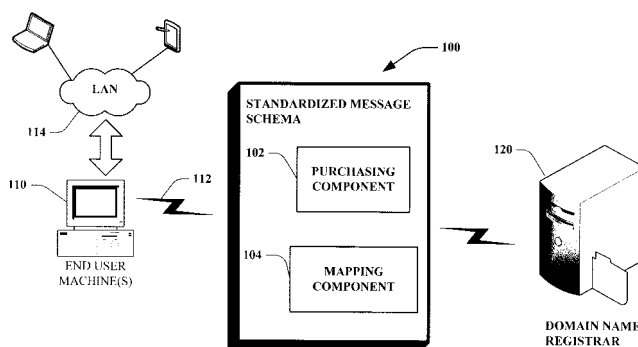 100
LAN
114
STANDARDIZED MESSAGE
SCHEMA
102
PURCHASING
COMPONENT
120
110
112
END USER
MACHINE(S)
104
MAPPING
COMPONENT
DOMAIN NAME
REGISTRAR